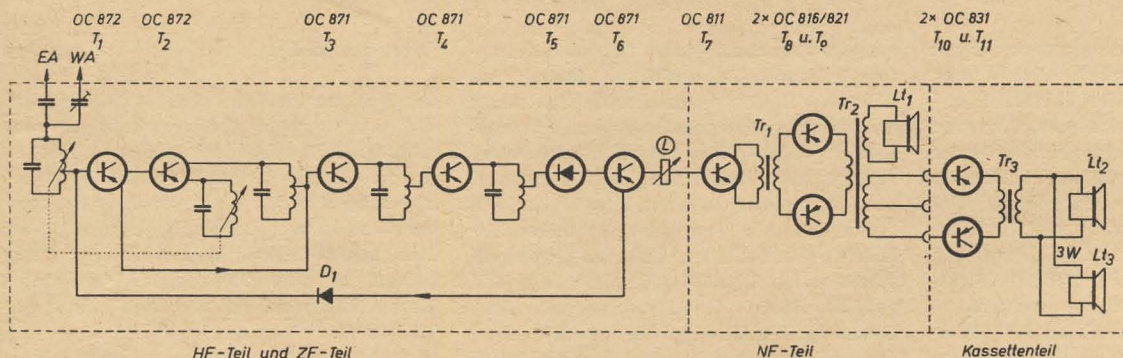 OC 872 OC 872 OC 871 OC 871 OC 871 OC 871 OC 811 2× OC 816/821 2× OC 831
T1 T2 T3 T4 T5 T6 T7 T8 u. T9 T10 u. T11
EA WA
L
Tr1
Tr2
Lt1
Tr3
Lt2
3W
Lt3
D1
HF-Teil und ZF-Teil NF-Teil Kassettenteil